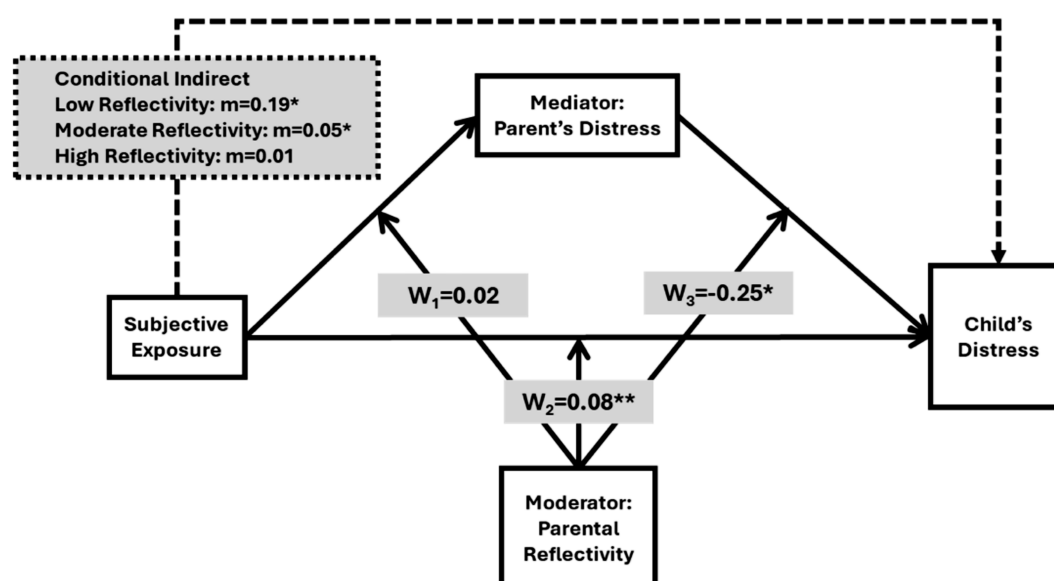 Conditional Indirect
Low Reflectivity: m=0.19*
Moderate Reflectivity: m=0.05*
High Reflectivity: m=0.01
Mediator:
Parent's Distress
W₁=0.02
W₃=-0.25*
Subjective
Exposure
Child's
Distress
W₂=0.08**
Moderator:
Parental
Reflectivity